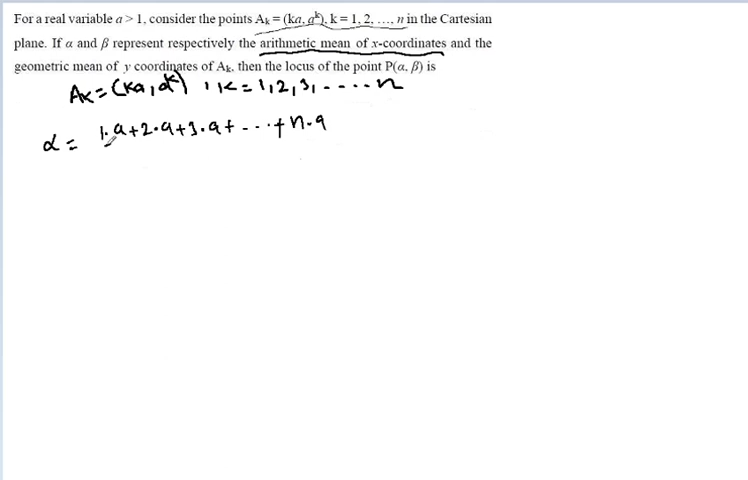 For a real variable a > 1, consider the points Aₖ = (ka, aᵏ), k = 1, 2, …, n in the Cartesian
plane. If α and β represent respectively the arithmetic mean of x-coordinates and the
geometric mean of y coordinates of Aₖ, then the locus of the point P(α, β) is
Aₖ = (ka, aᵏ) , k = 1, 2, 3, ..... n
α = 1.a + 2.a + 3.a + ... + n.a